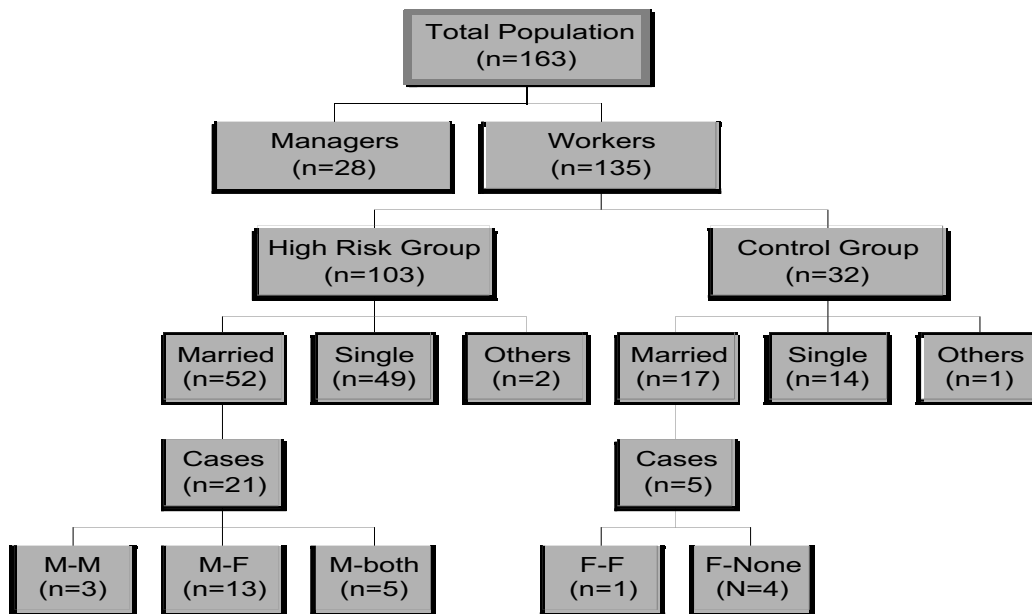 Total Population
(n=163)
Managers
(n=28)
Workers
(n=135)
High Risk Group
(n=103)
Control Group
(n=32)
Married
(n=52)
Single
(n=49)
Others
(n=2)
Married
(n=17)
Single
(n=14)
Others
(n=1)
Cases
(n=21)
Cases
(n=5)
M-M
(n=3)
M-F
(n=13)
M-both
(n=5)
F-F
(n=1)
F-None
(N=4)